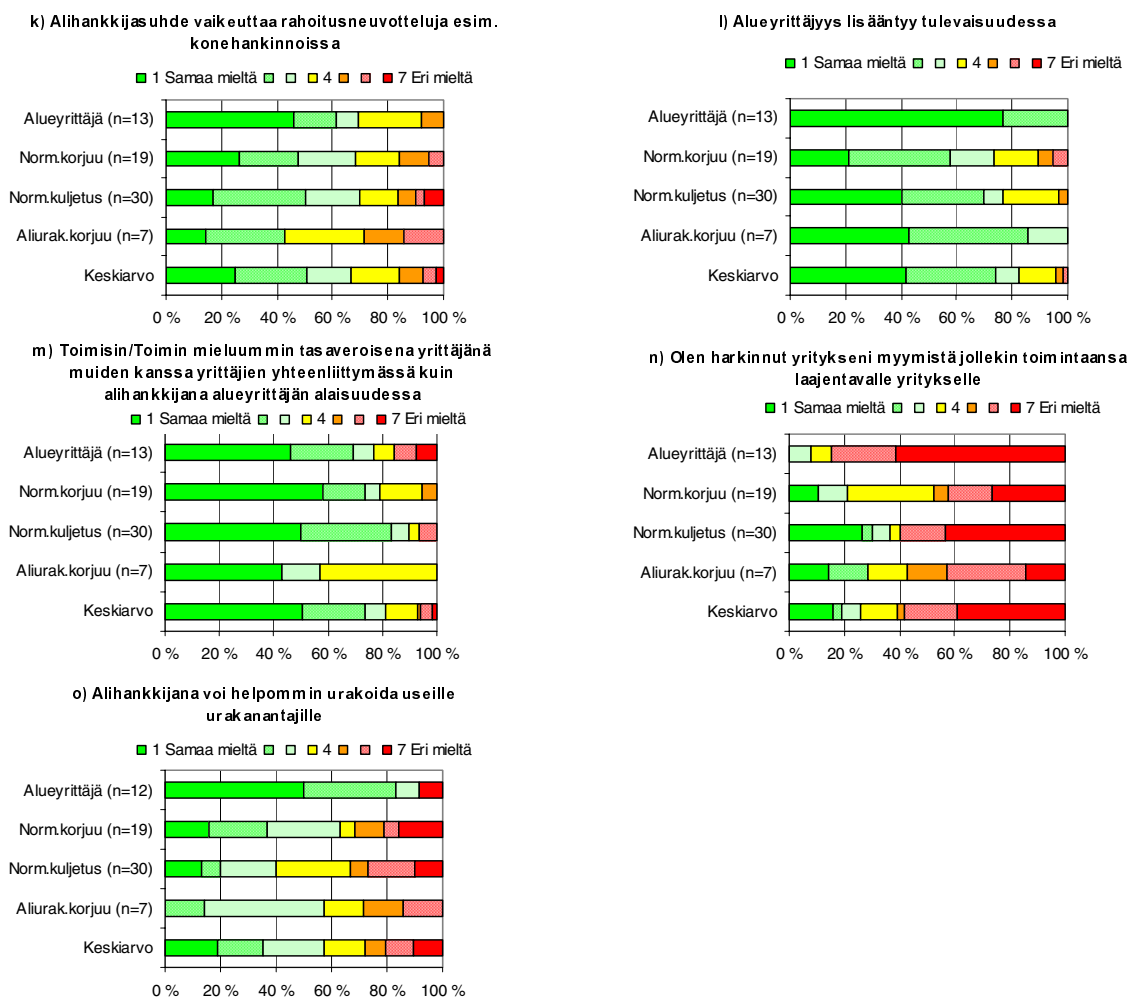 k) Alihankkijasuhde vaikeuttaa rahoitusneuvotteluja esim.
konehankinnoissa
1 Samaa mieltä 4 7 Eri mieltä
Alueyrittäjä (n=13)
Norm.korjuu (n=19)
Norm.kuljetus (n=30)
Aliurak.korjuu (n=7)
Keskiarvo
0 % 20 % 40 % 60 % 80 % 100 %
l) Alueyrittäjyys lisääntyy tulevaisuudessa
1 Samaa mieltä 4 7 Eri mieltä
Alueyrittäjä (n=13)
Norm.korjuu (n=19)
Norm.kuljetus (n=30)
Aliurak.korjuu (n=7)
Keskiarvo
0 % 20 % 40 % 60 % 80 % 100 %
m) Toimisin/Toimin mieluummin tasaveroisena yrittäjänä
muiden kanssa yrittäjien yhteenliittymässä kuin
alihankkijana alueyrittäjän alaisuudessa
1 Samaa mieltä 4 7 Eri mieltä
Alueyrittäjä (n=13)
Norm.korjuu (n=19)
Norm.kuljetus (n=30)
Aliurak.korjuu (n=7)
Keskiarvo
0 % 20 % 40 % 60 % 80 % 100 %
n) Olen harkinnut yritykseni myymistä jollekin toimintaansa
laajentavalle yritykselle
1 Samaa mieltä 4 7 Eri mieltä
Alueyrittäjä (n=13)
Norm.korjuu (n=19)
Norm.kuljetus (n=30)
Aliurak.korjuu (n=7)
Keskiarvo
0 % 20 % 40 % 60 % 80 % 100 %
o) Alihankkijana voi helpommin urakoida useille
urakanantajille
1 Samaa mieltä 4 7 Eri mieltä
Alueyrittäjä (n=12)
Norm.korjuu (n=19)
Norm.kuljetus (n=30)
Aliurak.korjuu (n=7)
Keskiarvo
0 % 20 % 40 % 60 % 80 % 100 %